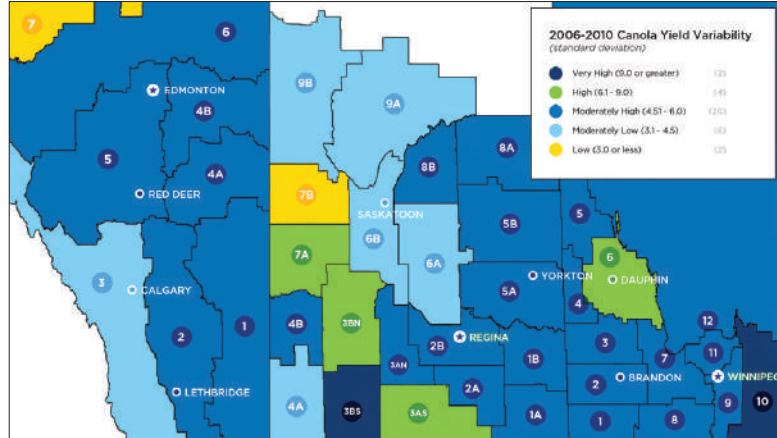 2006-2010 Canola Yield Variability
(standard deviation)
Very High (9.0 or greater) (2)
High (6.1 - 9.0) (4)
Moderately High (4.51 - 6.0)
Moderately Low (3.1 - 4.5)
Low (3.0 or less) (2)
7
6
9B
9A
EDMONTON
4B
8A
5
4A
8B
RED DEER
7B
SASKATOON
5B
5
6B
6A
7A
6
DAUPHIN
3
CALGARY
YORKTON
5A
4
2
1
4B
3BN
2B
REGINA
12
3AN
1B
3
7
11
2A
2
BRANDON
WINNIPEG
LETHBRIDGE
4A
3BS
3AS
1A
1
8
9
10